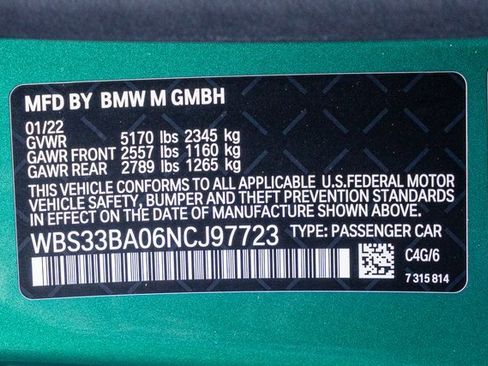 MFD BY BMW M GMBH
01/22
GVWR 5170 lbs 2345 kg
GAWR FRONT 2557 lbs 1160 kg
GAWR REAR 2789 lbs 1265 kg
THIS VEHICLE CONFORMS TO ALL APPLICABLE U.S.FEDERAL MOTOR
VEHICLE SAFETY, BUMPER AND THEFT PREVENTION STANDARDS
IN EFFECT ON THE DATE OF MANUFACTURE SHOWN ABOVE.
WBS33BA06NCJ97723 TYPE: PASSENGER CAR
C4G/6
7 315 814